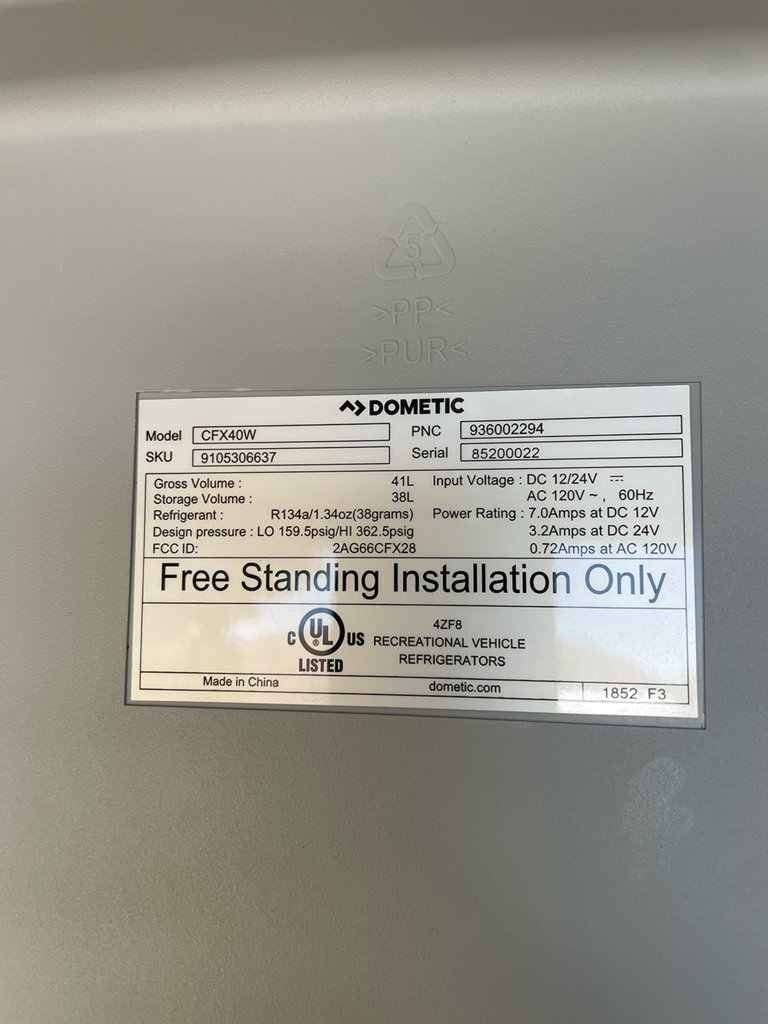 5
>PP<
>PUR<
DOMETIC
Model CFX40W PNC 936002294
SKU 9105306637 Serial 85200022
Gross Volume : 41L Input Voltage : DC 12/24V ⎓
Storage Volume : 38L AC 120V ~ , 60Hz
Refrigerant : R134a/1.34oz(38grams) Power Rating : 7.0Amps at DC 12V
Design pressure : LO 159.5psig/HI 362.5psig 3.2Amps at DC 24V
FCC ID: 2AG66CFX28 0.72Amps at AC 120V
Free Standing Installation Only
C UL ® US
LISTED
4ZF8
RECREATIONAL VEHICLE
REFRIGERATORS
Made in China dometic.com 1852 F3